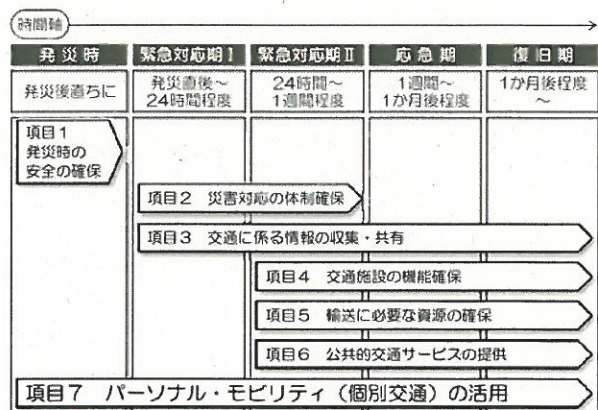 時間軸
発災時 緊急対応期Ⅰ 緊急対応期Ⅱ 応急期 復旧期
発災後直ちに 発災直後～ 24時間～ 1週間～ 1か月後程度
24時間程度 1週間程度 1か月後程度 ～
項目1
発災時の
安全の確保
項目2 災害対応の体制確保
項目3 交通に係る情報の収集・共有
項目4 交通施設の機能確保
項目5 輸送に必要な資源の確保
項目6 公共的交通サービスの提供
項目7 パーソナル・モビリティ（個別交通）の活用